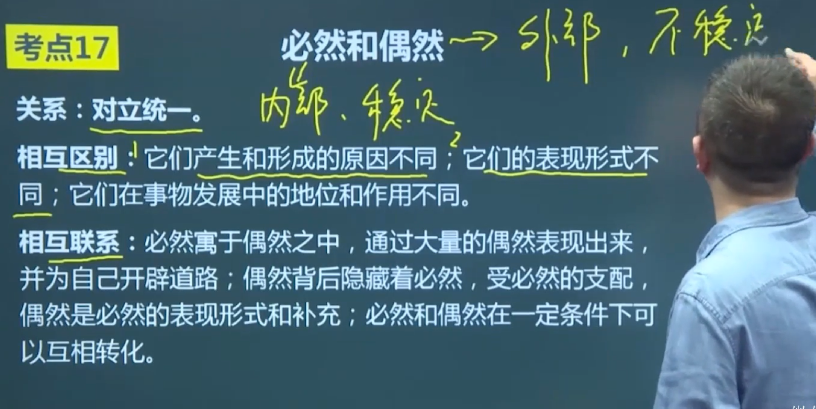 考点17
必然和偶然→外部,不稳定
关系:对立统一。
内部、稳定
相互区别:1它们产生和形成的原因不同;2它们的表现形式不
同;它们在事物发展中的地位和作用不同。
相互联系:必然寓于偶然之中,通过大量的偶然表现出来,
并为自己开辟道路;偶然背后隐藏着必然,受必然的支配,
偶然是必然的表现形式和补充;必然和偶然在一定条件下可
以互相转化。